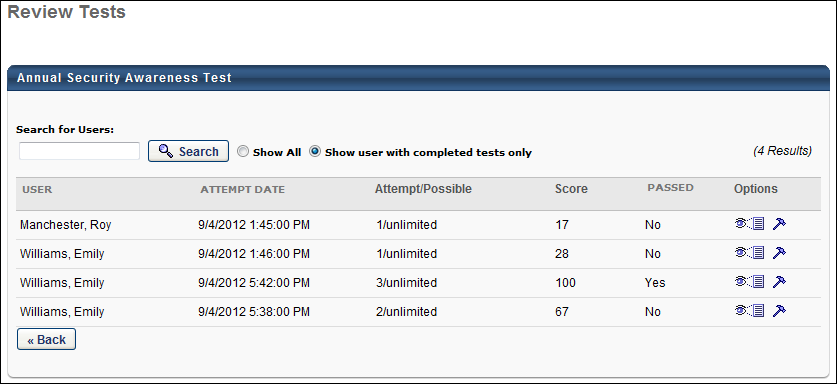 Review Tests
Annual Security Awareness Test
Search for Users:
Search Show All Show user with completed tests only (4 Results)
USER ATTEMPT DATE Attempt/Possible Score PASSED Options
Manchester, Roy 9/4/2012 1:45:00 PM 1/unlimited 17 No
Williams, Emily 9/4/2012 1:46:00 PM 1/unlimited 28 No
Williams, Emily 9/4/2012 5:42:00 PM 3/unlimited 100 Yes
Williams, Emily 9/4/2012 5:38:00 PM 2/unlimited 67 No
« Back